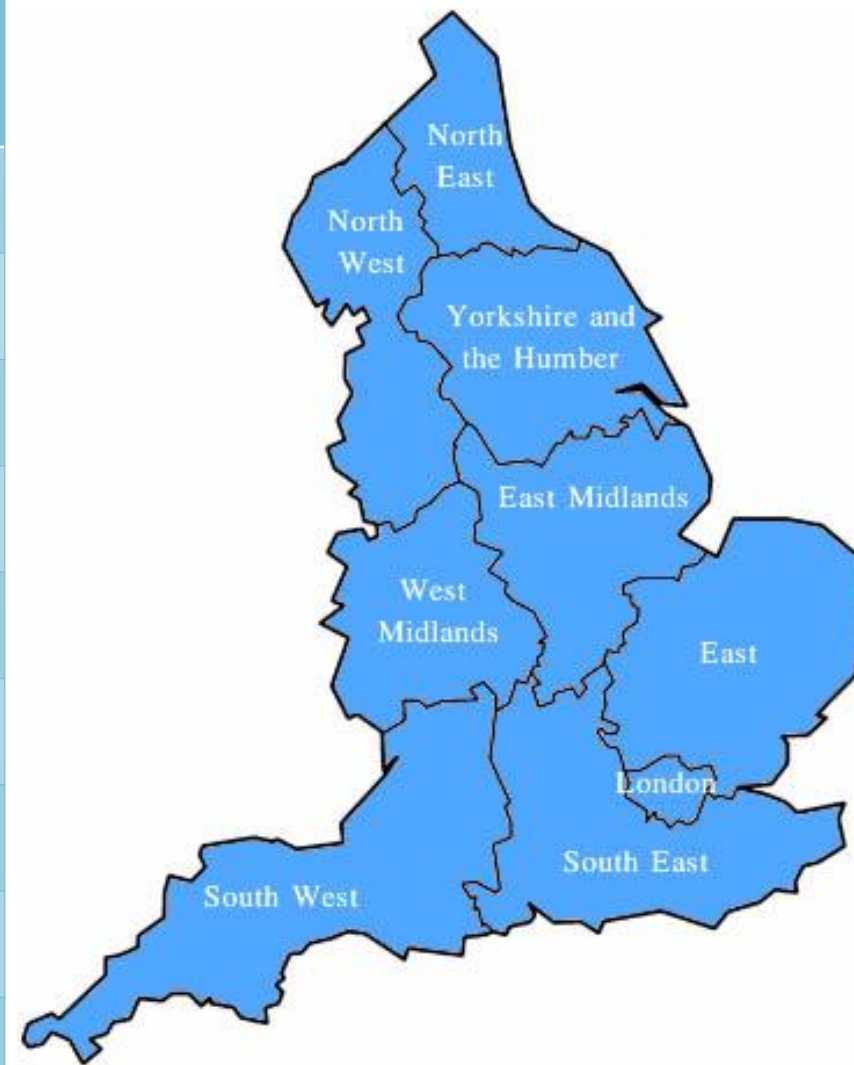 North
East
North
West
Yorkshire and
the Humber
East Midlands
West
Midlands
East
London
South East
South West